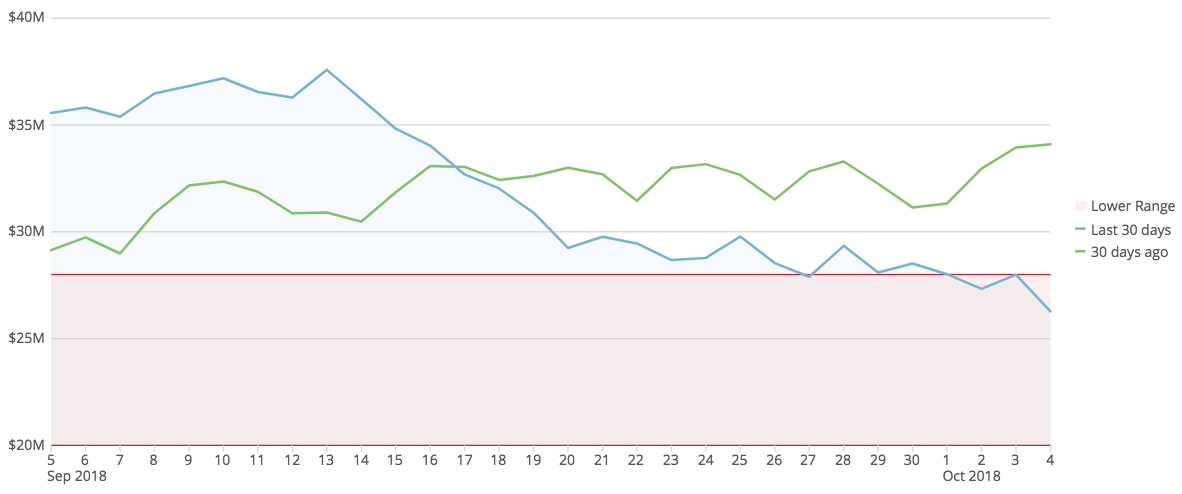 $40M
$35M
$30M
$25M
$20M
5 6 7 8 9 10 11 12 13 14 15 16 17 18 19 20 21 22 23 24 25 26 27 28 29 30 1 2 3 4
Sep 2018 Oct 2018
Lower Range
Last 30 days
30 days ago